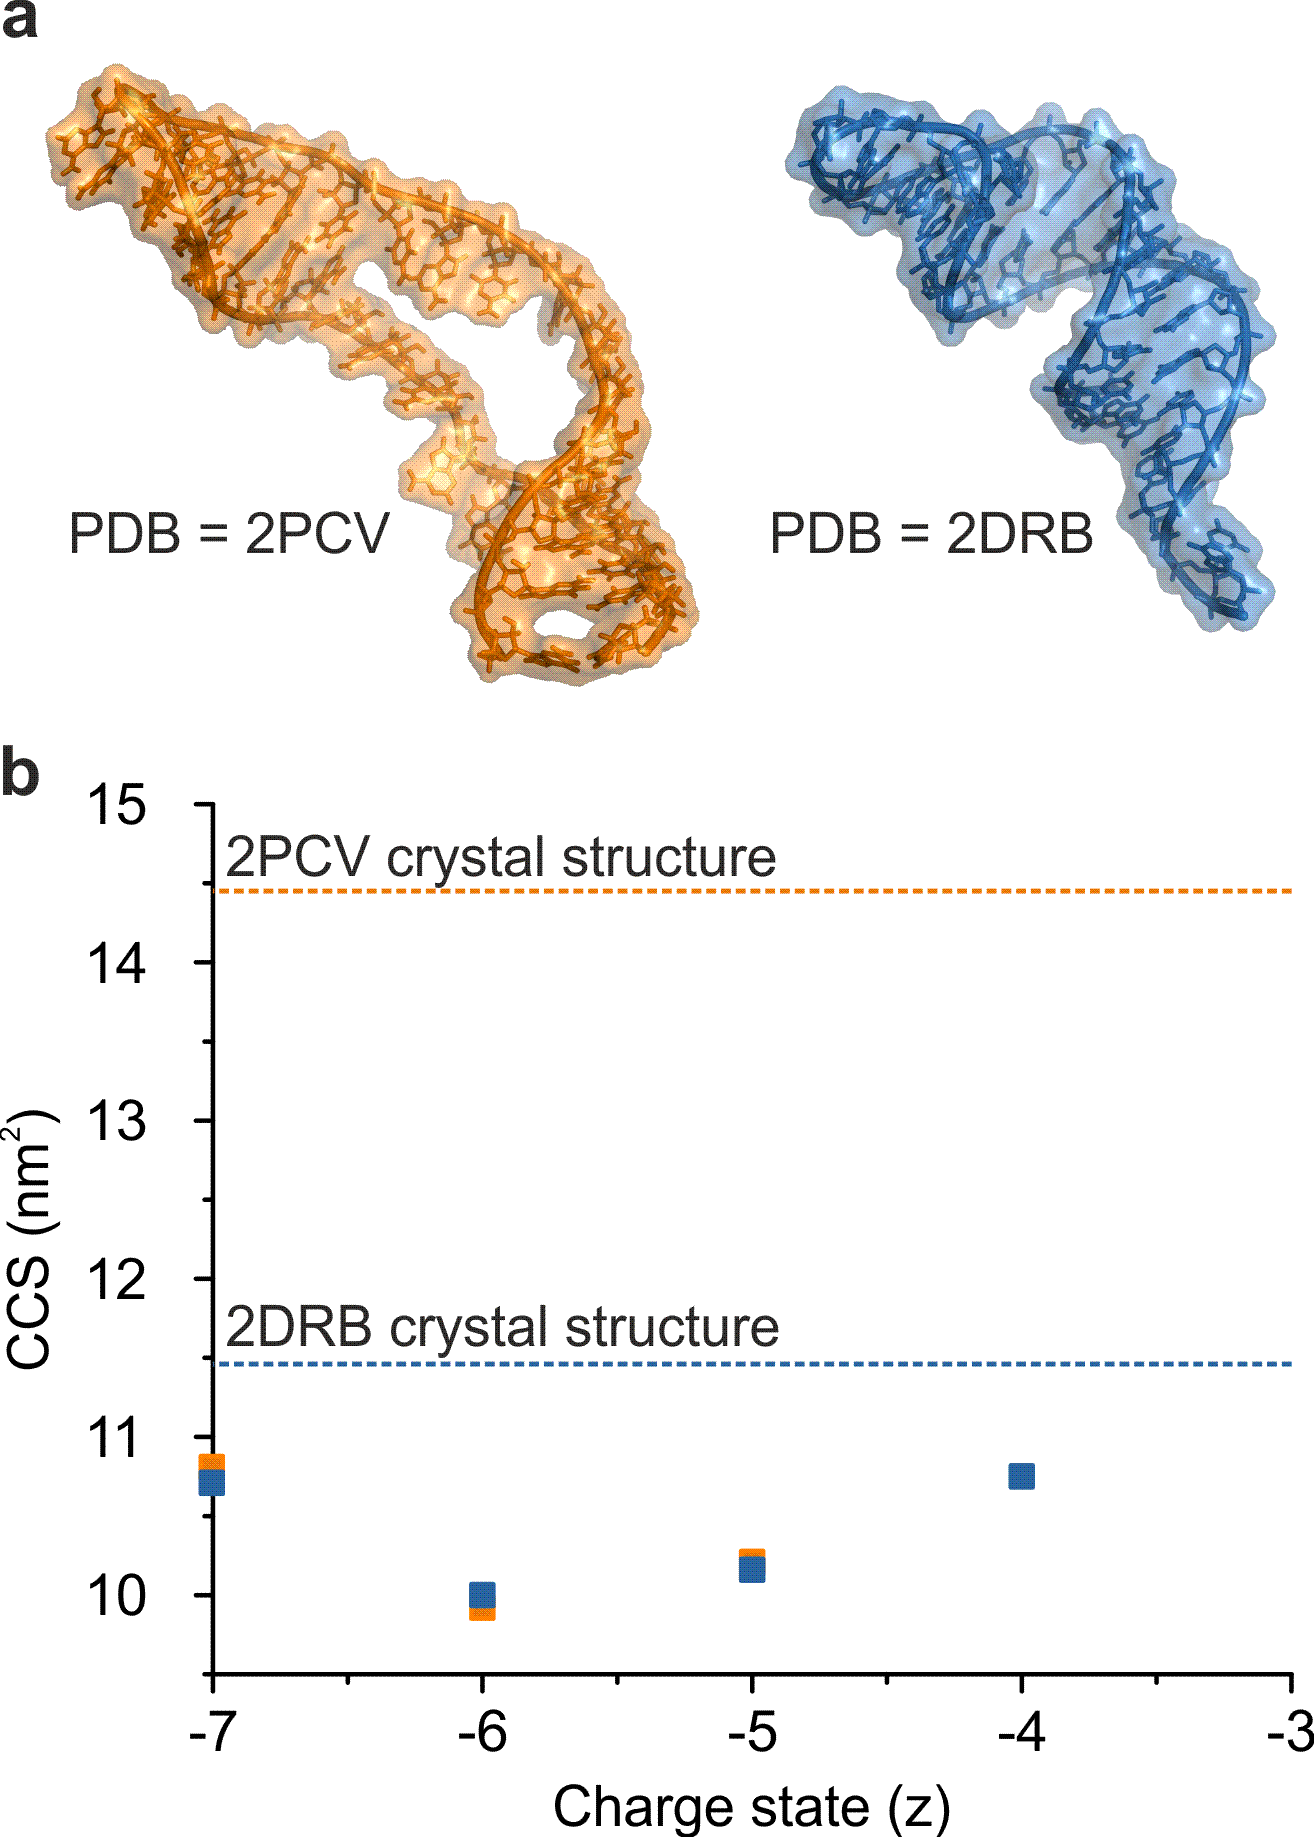 a
PDB = 2PCV
PDB = 2DRB
b
15
2PCV crystal structure
14
13
CCS (nm²)
12
2DRB crystal structure
11
10
-7 -6 -5 -4 -3
Charge state (z)